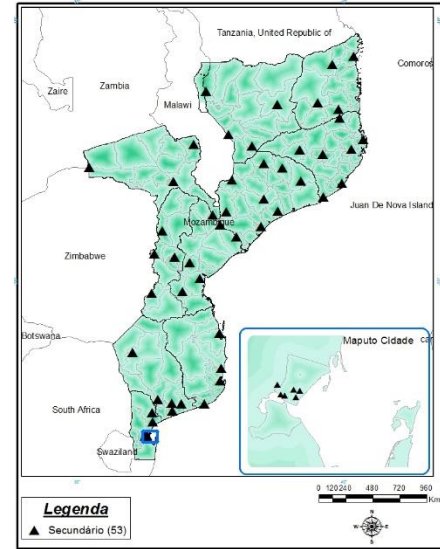 Tanzania, United Republic of
Comoros
Zaire
Zambia
Malawi
Mozambique
Juan De Nova Island
Zimbabwe
Botswana
Maputo Cidade
South Africa
Swaziland
Legenda
Secundário (53)
0 120 240 480 720 960
Km
N
W E
S